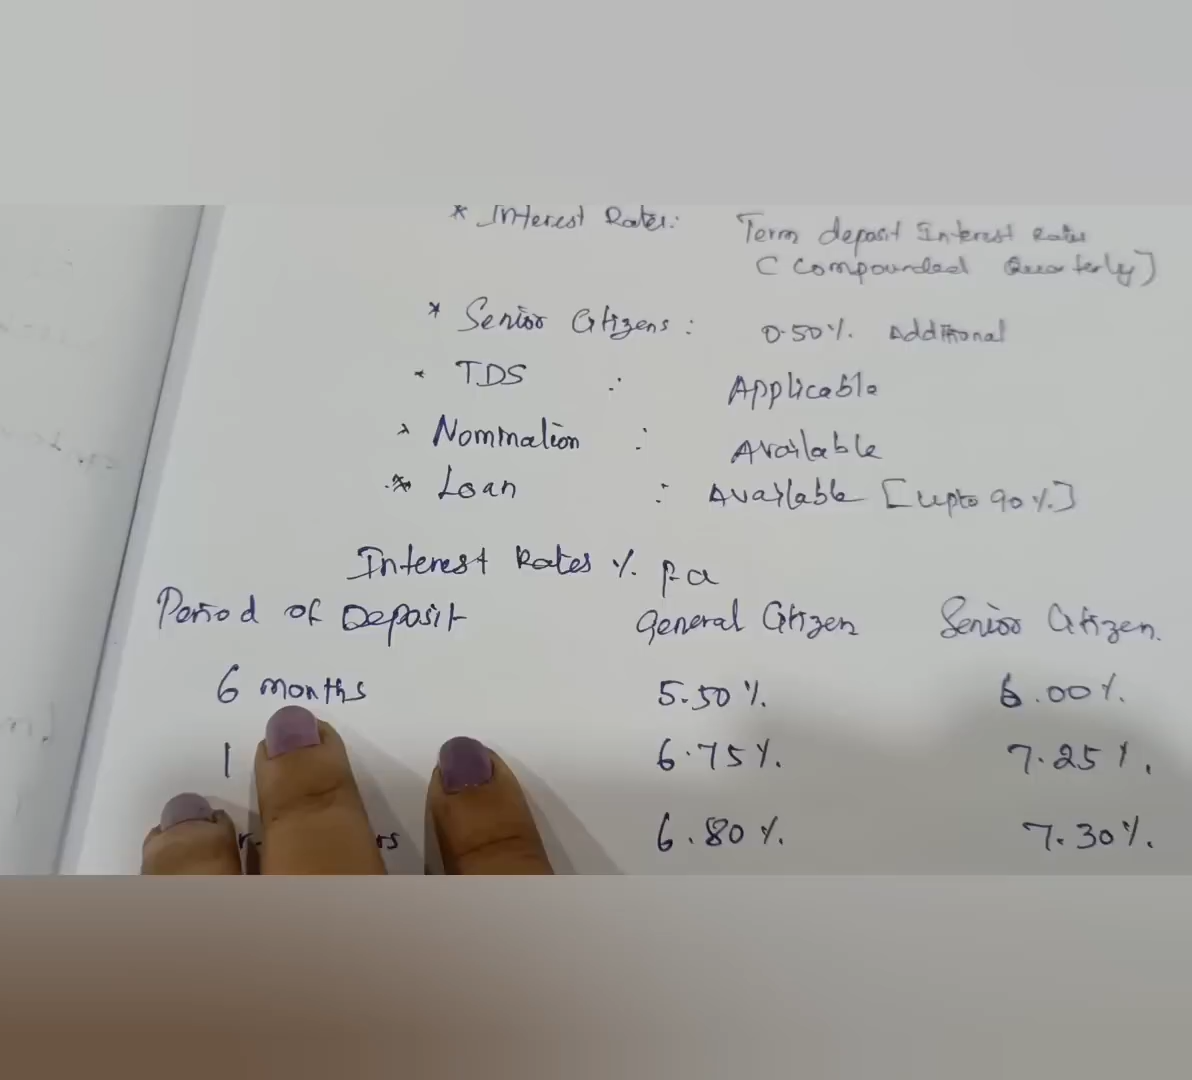 * Interest Rates: Term deposit Interest Rates
( Compounded Quarterly ]
* Senior Citizens : 0.50%. Additional
* TDS : Applicable
* Nommation : Available
* Loan : Available [upto 90%.]
Interest Rates %. p.a
Period of Deposit General Citizen Senior Citizen.
6 months 5.50%. 6.00%.
1 6.75%. 7.25%.
6.80%. 7.30%.